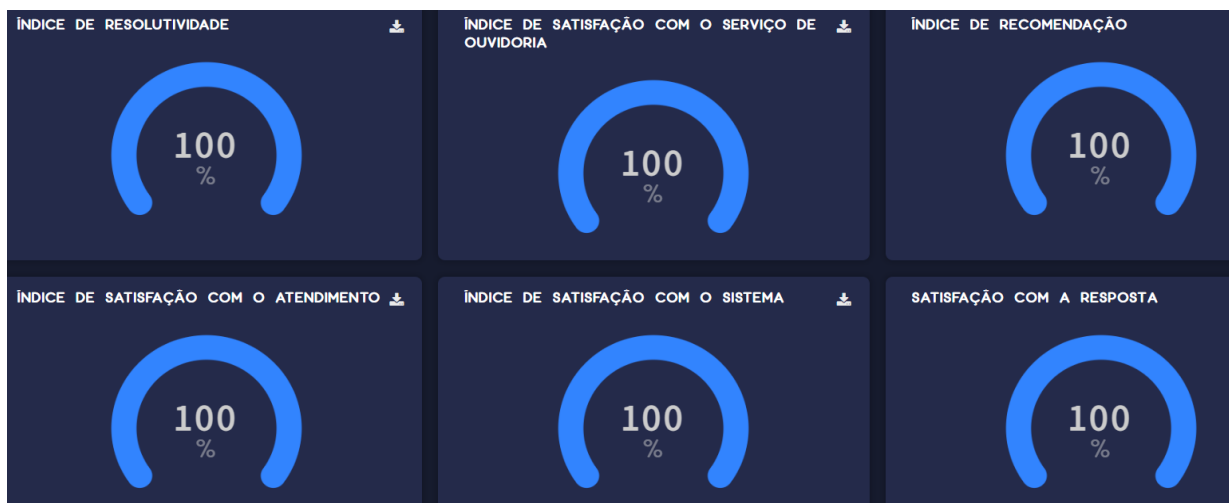 ÍNDICE DE RESOLUTIVIDADE
100
%
ÍNDICE DE SATISFAÇÃO COM O SERVIÇO DE
OUVIDORIA
100
%
ÍNDICE DE RECOMENDAÇÃO
100
%
ÍNDICE DE SATISFAÇÃO COM O ATENDIMENTO
100
%
ÍNDICE DE SATISFAÇÃO COM O SISTEMA
100
%
SATISFAÇÃO COM A RESPOSTA
100
%